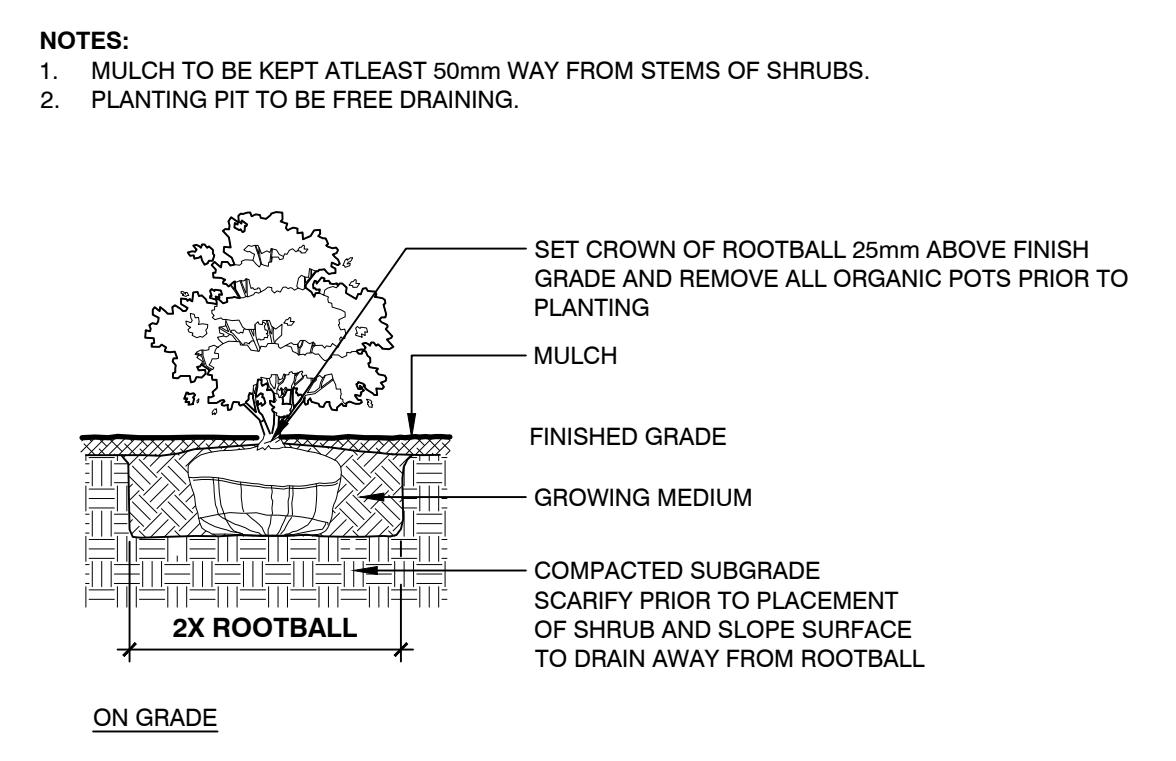 NOTES:
1. MULCH TO BE KEPT ATLEAST 50mm WAY FROM STEMS OF SHRUBS.
2. PLANTING PIT TO BE FREE DRAINING.
SET CROWN OF ROOTBALL 25mm ABOVE FINISH
GRADE AND REMOVE ALL ORGANIC POTS PRIOR TO
PLANTING
MULCH
FINISHED GRADE
GROWING MEDIUM
COMPACTED SUBGRADE
SCARIFY PRIOR TO PLACEMENT
OF SHRUB AND SLOPE SURFACE
TO DRAIN AWAY FROM ROOTBALL
2X ROOTBALL
ON GRADE